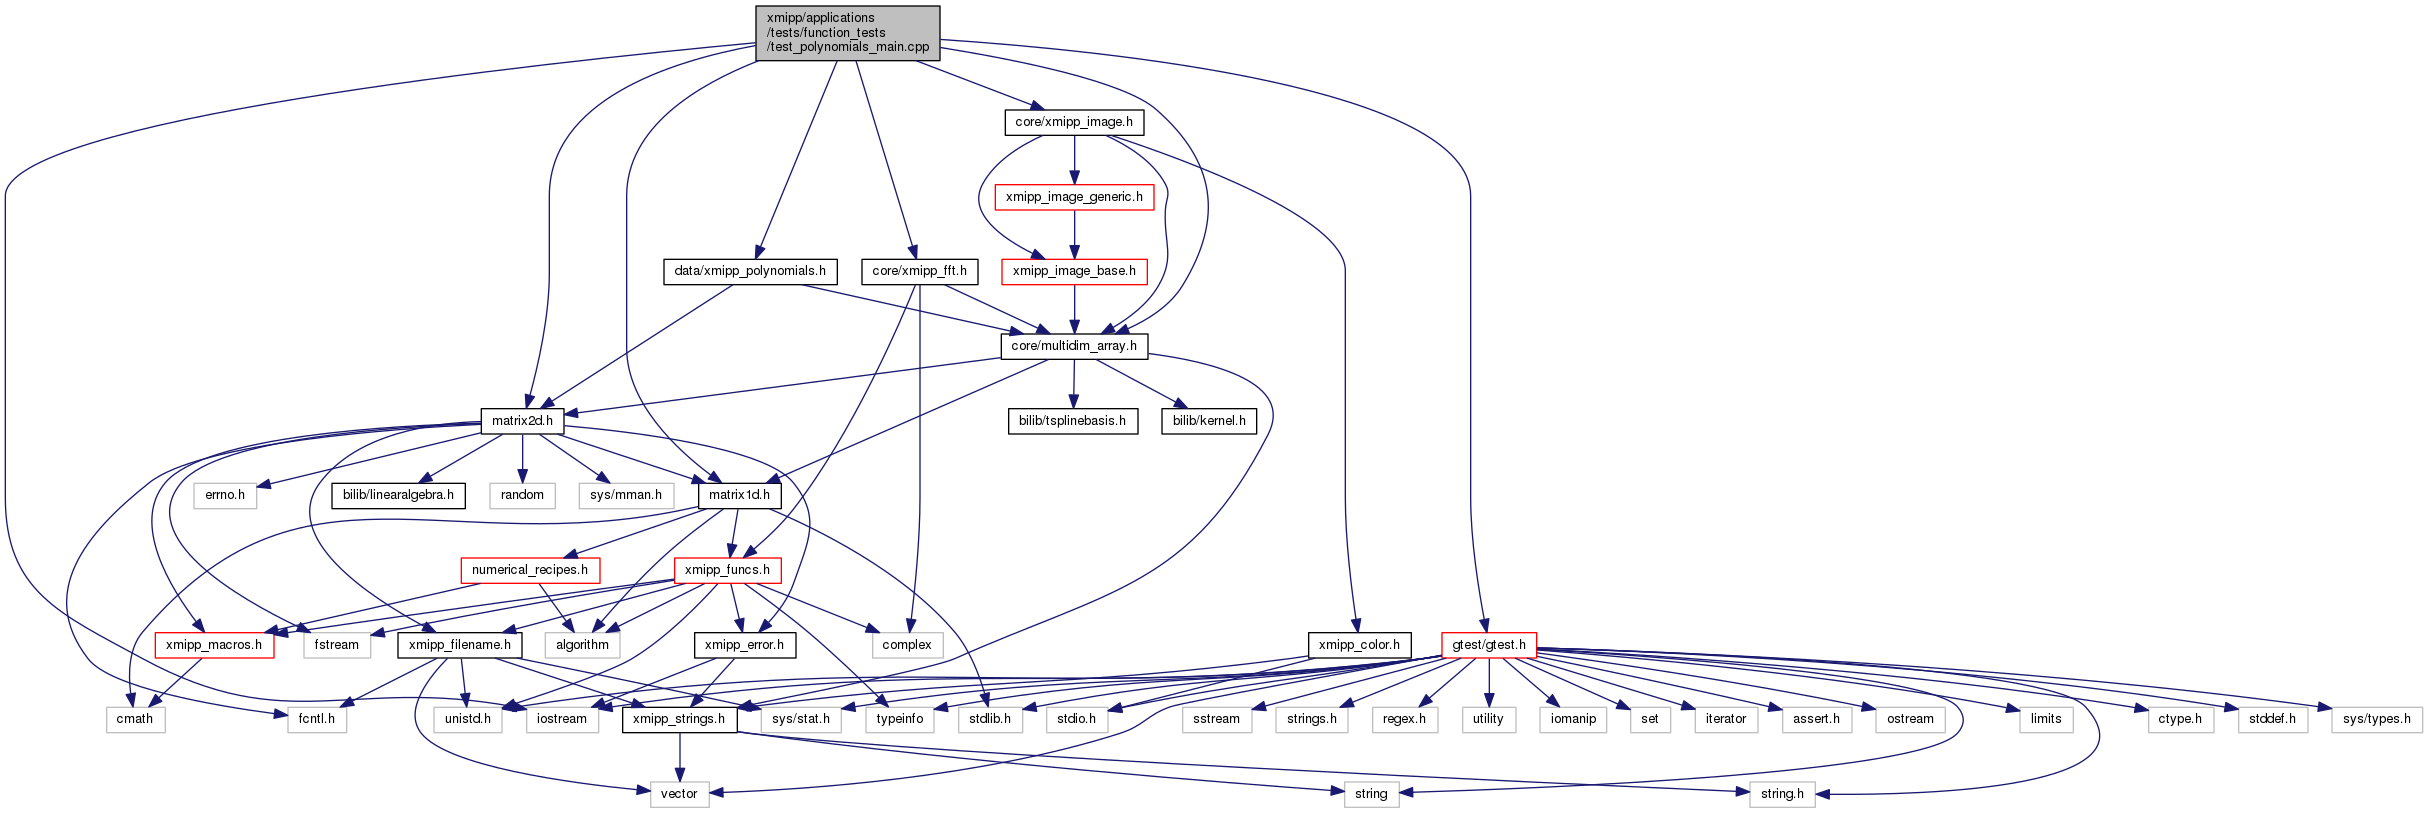 xmipp/applications
/tests/function_tests
/test_polynomials_main.cpp
core/xmipp_image.h
xmipp_image_generic.h
data/xmipp_polynomials.h
core/xmipp_fft.h
xmipp_image_base.h
core/multidim_array.h
matrix2d.h
bilib/tsplinebasis.h
bilib/kernel.h
errno.h
bilib/linearalgebra.h
random
sys/mman.h
matrix1d.h
numerical_recipes.h
xmipp_funcs.h
xmipp_macros.h
fstream
xmipp_filename.h
algorithm
xmipp_error.h
complex
xmipp_color.h
gtest/gtest.h
cmath
fcntl.h
unistd.h
iostream
xmipp_strings.h
sys/stat.h
typeinfo
stdlib.h
stdio.h
sstream
strings.h
regex.h
utility
iomanip
set
iterator
assert.h
ostream
limits
ctype.h
stddef.h
sys/types.h
vector
string
string.h